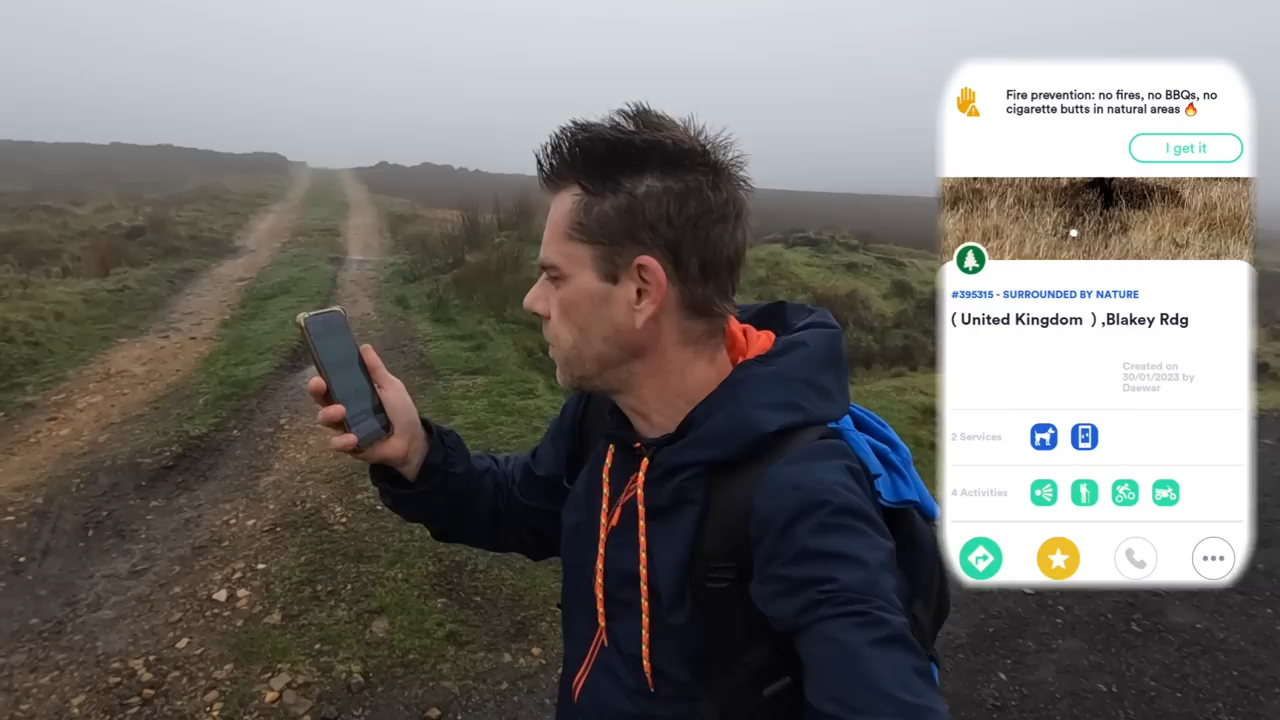 Fire prevention: no fires, no BBQs, no
cigarette butts in natural areas 🔥
I get it
#395315 - SURROUNDED BY NATURE
( United Kingdom ) ,Blakey Rdg
Created on
30/01/2023 by
Daewar
2 Services
4 Activities